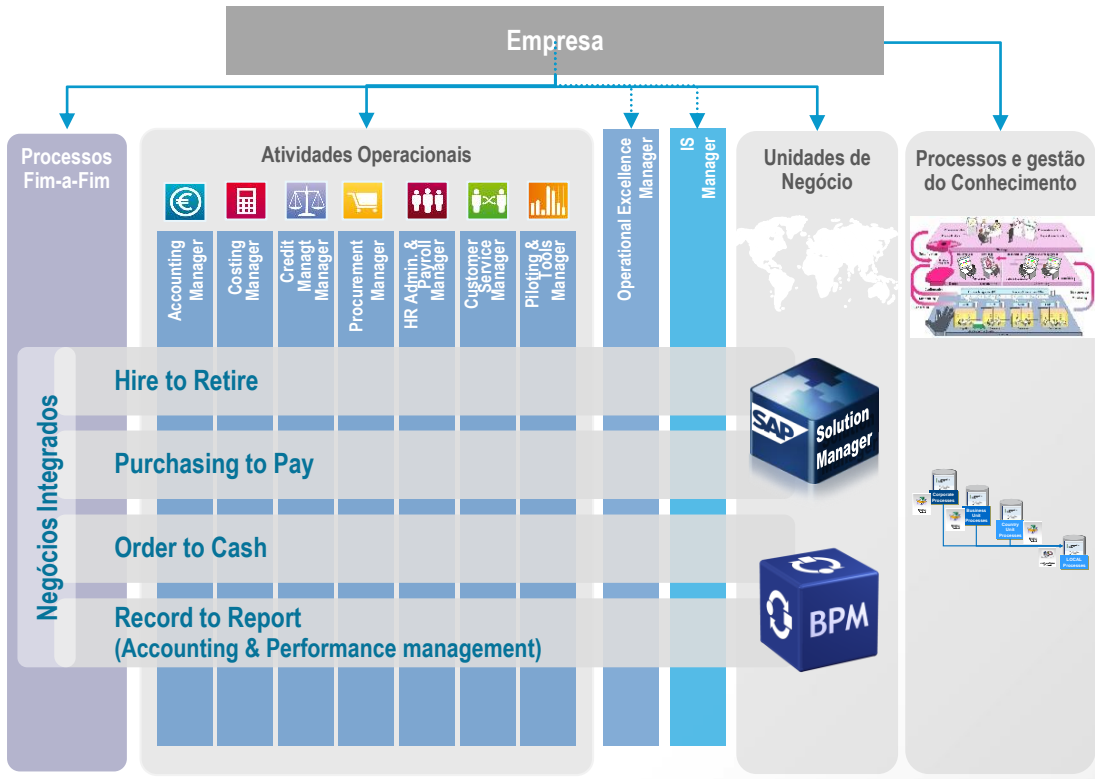 Empresa
Processos
Fim-a-Fim
Atividades Operacionais
Accounting
Manager
Costing
Manager
Credit
Managt
Manager
Procurement
Manager
HR Admin. &
Payroll
Manager
Customer
Service
Manager
Piloting &
Tools
Manager
Operational Excellence
Manager
IS
Manager
Unidades de
Negócio
Processos e gestão
do Conhecimento
Negócios Integrados
Hire to Retire
Purchasing to Pay
Order to Cash
Record to Report
(Accounting & Performance management)
SAP
Solution
Manager
BPM
Corporate
Processes
Business
Unit
Processes
Country
Unit
Processes
LOCAL
Processes